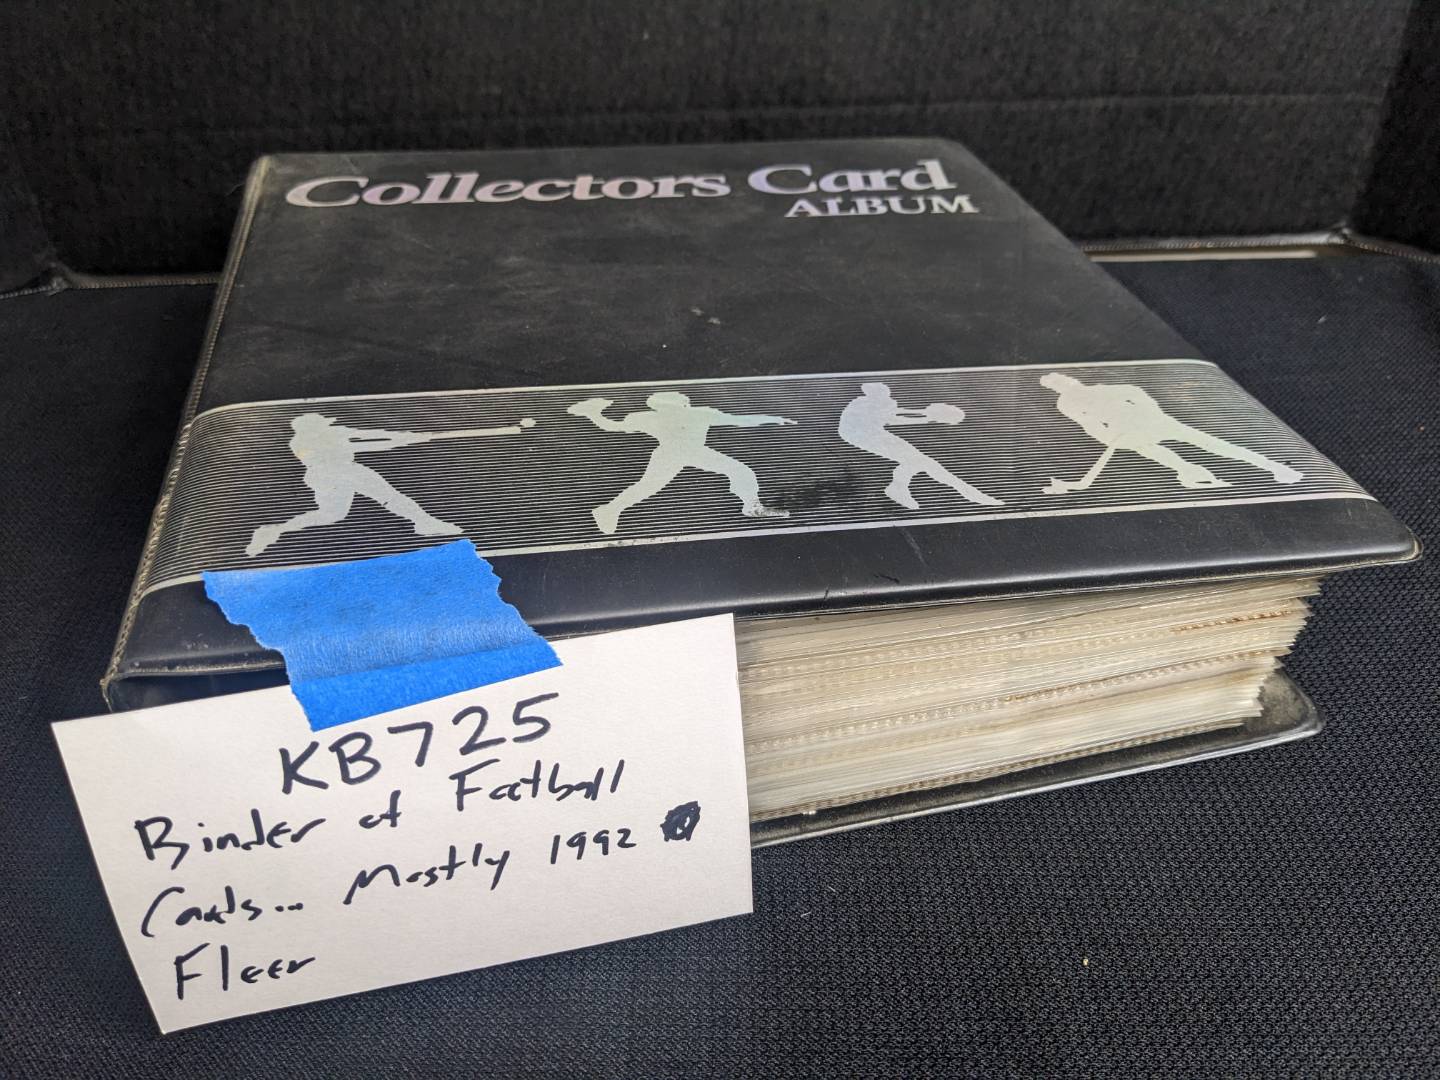 Collectors Card
ALBUM
KB725
Binder of Football
Cards... Mostly 1992
Fleer